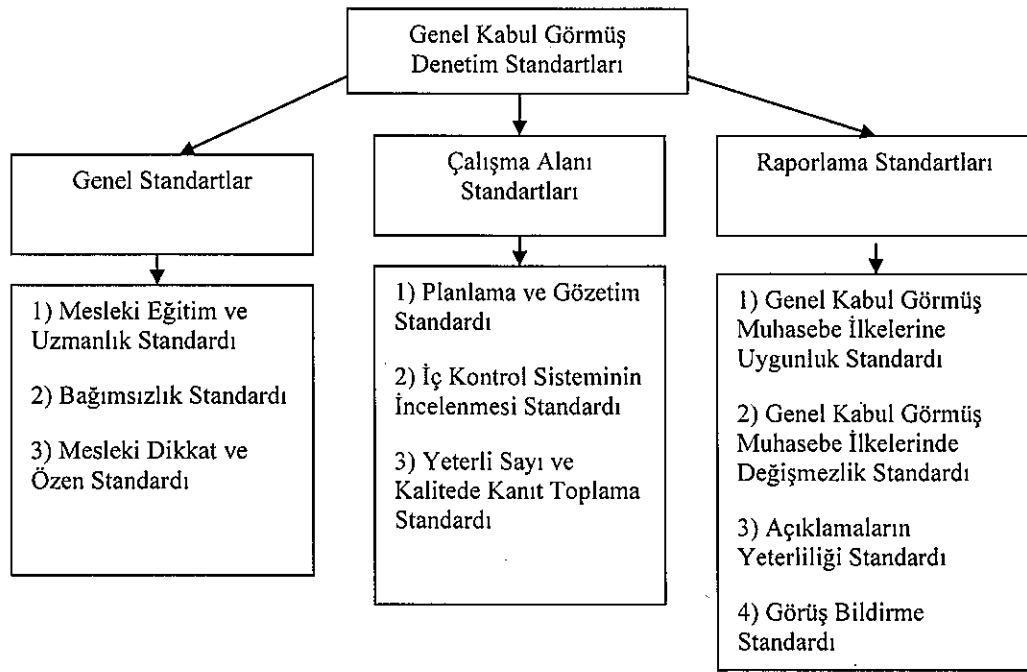 Genel Kabul Görmüş
Denetim Standartları
Genel Standartlar
Çalışma Alanı
Standartları
Raporlama Standartları
1) Mesleki Eğitim ve
Uzmanlık Standardı
2) Bağımsızlık Standardı
3) Mesleki Dikkat ve
Özen Standardı
1) Planlama ve Gözetim
Standardı
2) İç Kontrol Sisteminin
İncelenmesi Standardı
3) Yeterli Sayı ve
Kalitede Kanıt Toplama
Standardı
1) Genel Kabul Görmüş
Muhasebe İlkelerine
Uygunluk Standardı
2) Genel Kabul Görmüş
Muhasebe İlkelerinde
Değişmezlik Standardı
3) Açıklamaların
Yeterliliği Standardı
4) Görüş Bildirme
Standardı